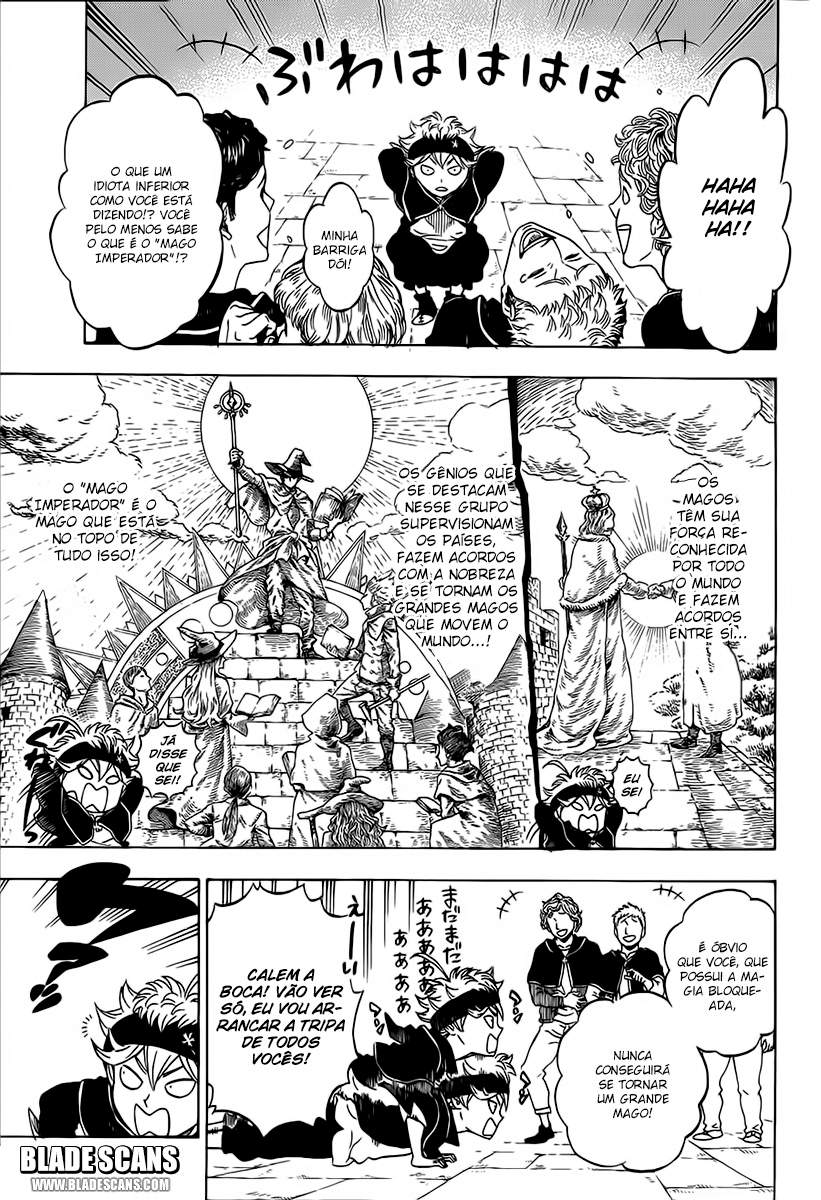 ぶわはははは
HAHA
HAHA
HA!!
MINHA
BARRIGA
DÓI!
O QUE UM
IDIOTA INFERIOR
COMO VOCÊ ESTÁ
DIZENDO!? VOCÊ
PELO MENOS SABE
O QUE É O "MAGO
IMPERADOR"!?
OS
MAGOS
TÊM SUA
FORÇA RE-
CONHECIDA
POR TODO
O MUNDO
E FAZEM
ACORDOS
ENTRE SÍ...
EU
SEI!
OS GÊNIOS QUE
SE DESTACAM
NESSE GRUPO
SUPERVISIONAM
OS PAÍSES,
FAZEM ACORDOS
COM A NOBREZA
E SE TORNAM OS
GRANDES MAGOS
QUE MOVEM O
MUNDO...!
O "MAGO
IMPERADOR" É O
MAGO QUE ESTÁ
NO TOPO DE
TUDO ISSO!
JÁ
DISSE
QUE
SEI!
É ÓBVIO
QUE VOCÊ, QUE
POSSUI A MA-
GIA BLOQUE-
ADA,
NUNCA
CONSEGUIRÁ
SE TORNAR
UM GRANDE
MAGO!
まだまだ
ああああ
ああああ
え―――い
CALEM A
BOCA! VÃO VER
SÓ, EU VOU AR-
RANCAR A TRIPA
DE TODOS
VOCÊS!
BLADE SCANS
WWW.BLADESCANS.COM